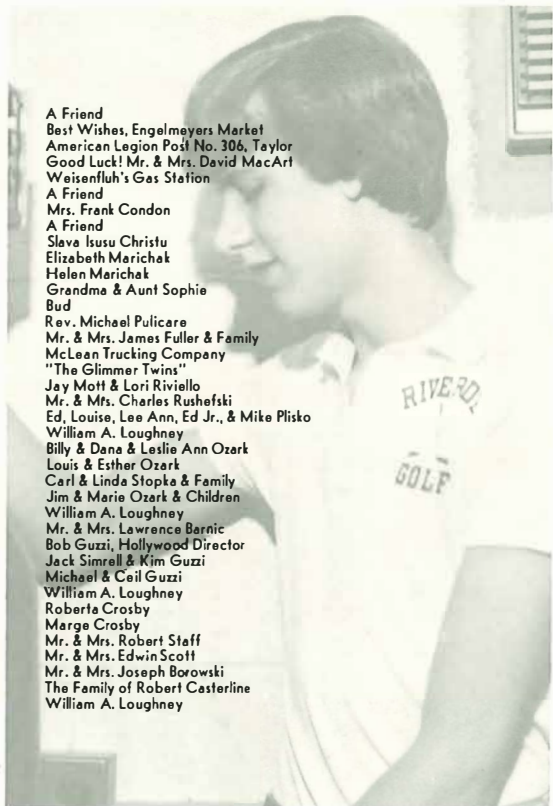 A Friend
Best Wishes, Engelmeyers Market
American Legion Post No. 306, Taylor
Good Luck! Mr. & Mrs. David MacArt
Weisenfluh's Gas Station
A Friend
Mrs. Frank Condon
A Friend
Slava Isusu Christu
Elizabeth Marichak
Helen Marichak
Grandma & Aunt Sophie
Bud
Rev. Michael Pulicare
Mr. & Mrs. James Fuller & Family
McLean Trucking Company
"The Glimmer Twins"
Jay Mott & Lori Riviello
Mr. & Mrs. Charles Rushefski
Ed, Louise, Lee Ann, Ed Jr., & Mike Plisko
William A. Loughney
Billy & Dana & Leslie Ann Ozark
Louis & Esther Ozark
Carl & Linda Stopka & Family
Jim & Marie Ozark & Children
William A. Loughney
Mr. & Mrs. Lawrence Barnic
Bob Guzzi, Hollywood Director
Jack Simrell & Kim Guzzi
Michael & Ceil Guzzi
William A. Loughney
Roberta Crosby
Marge Crosby
Mr. & Mrs. Robert Staff
Mr. & Mrs. Edwin Scott
Mr. & Mrs. Joseph Borowski
The Family of Robert Casterline
William A. Loughney
GOLF